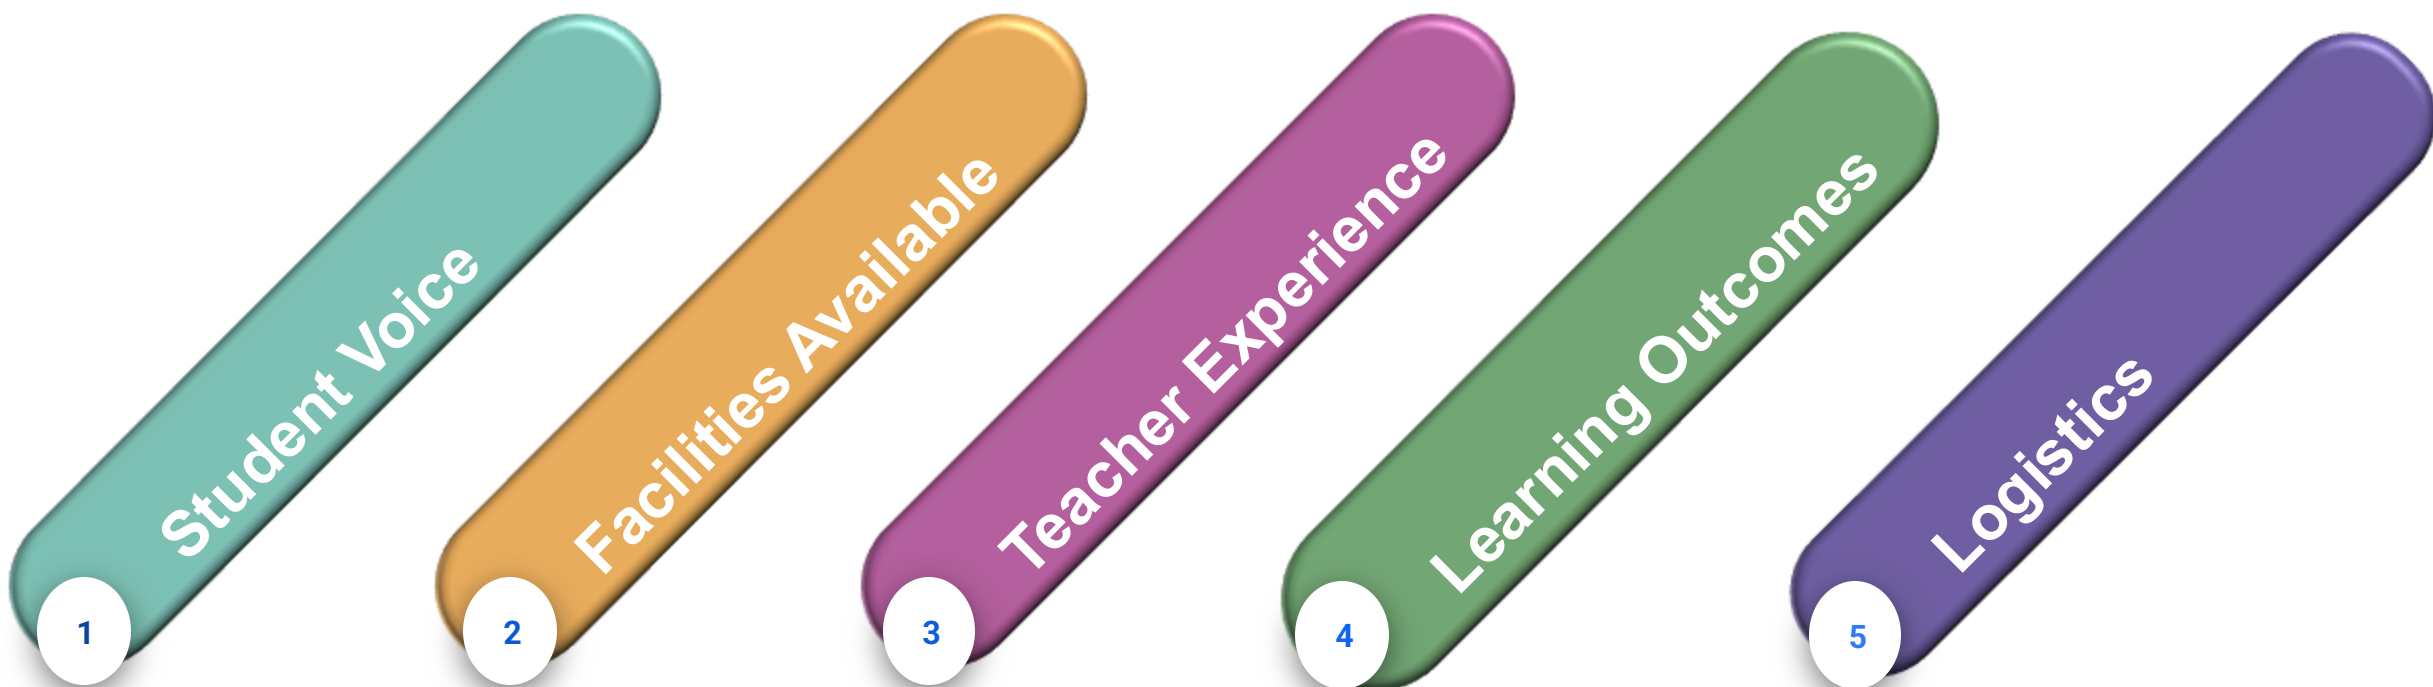 Student Voice
1
Facilities Available
2
Teacher Experience
3
Learning Outcomes
4
Logistics
5